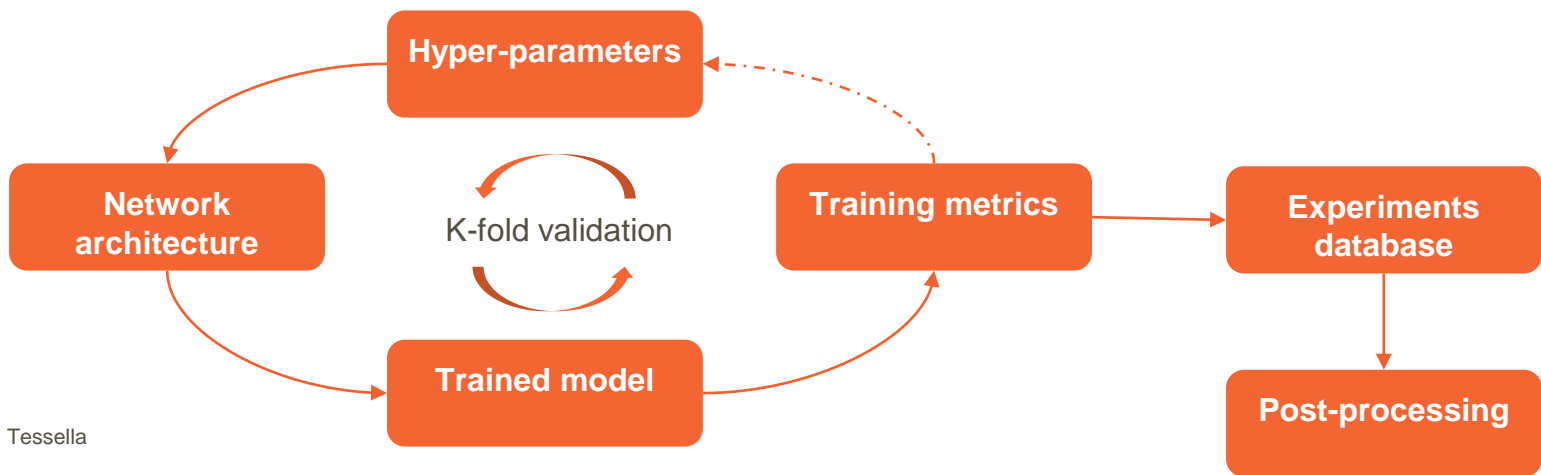 Hyper-parameters
Network
architecture
K-fold validation
Training metrics
Experiments
database
Trained model
Post-processing
Tessella